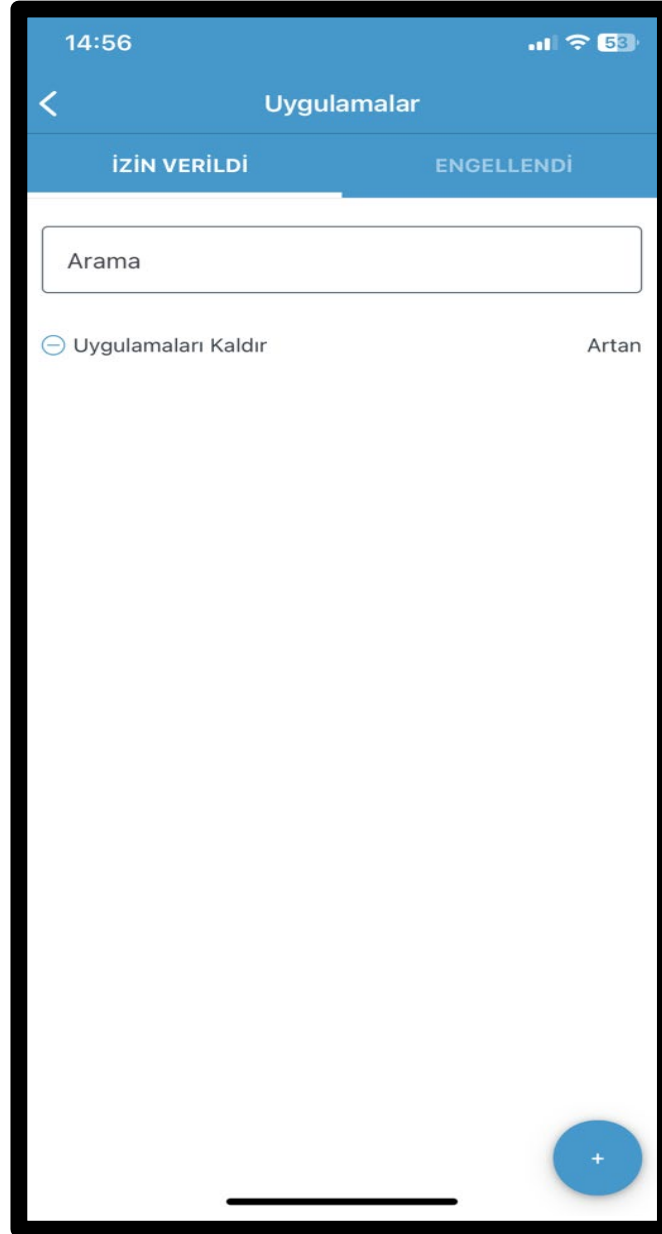 14:56
53
Uygulamalar
İZİN VERİLDİ
ENGELLENDİ
Arama
Uygulamaları Kaldır
Artan
+